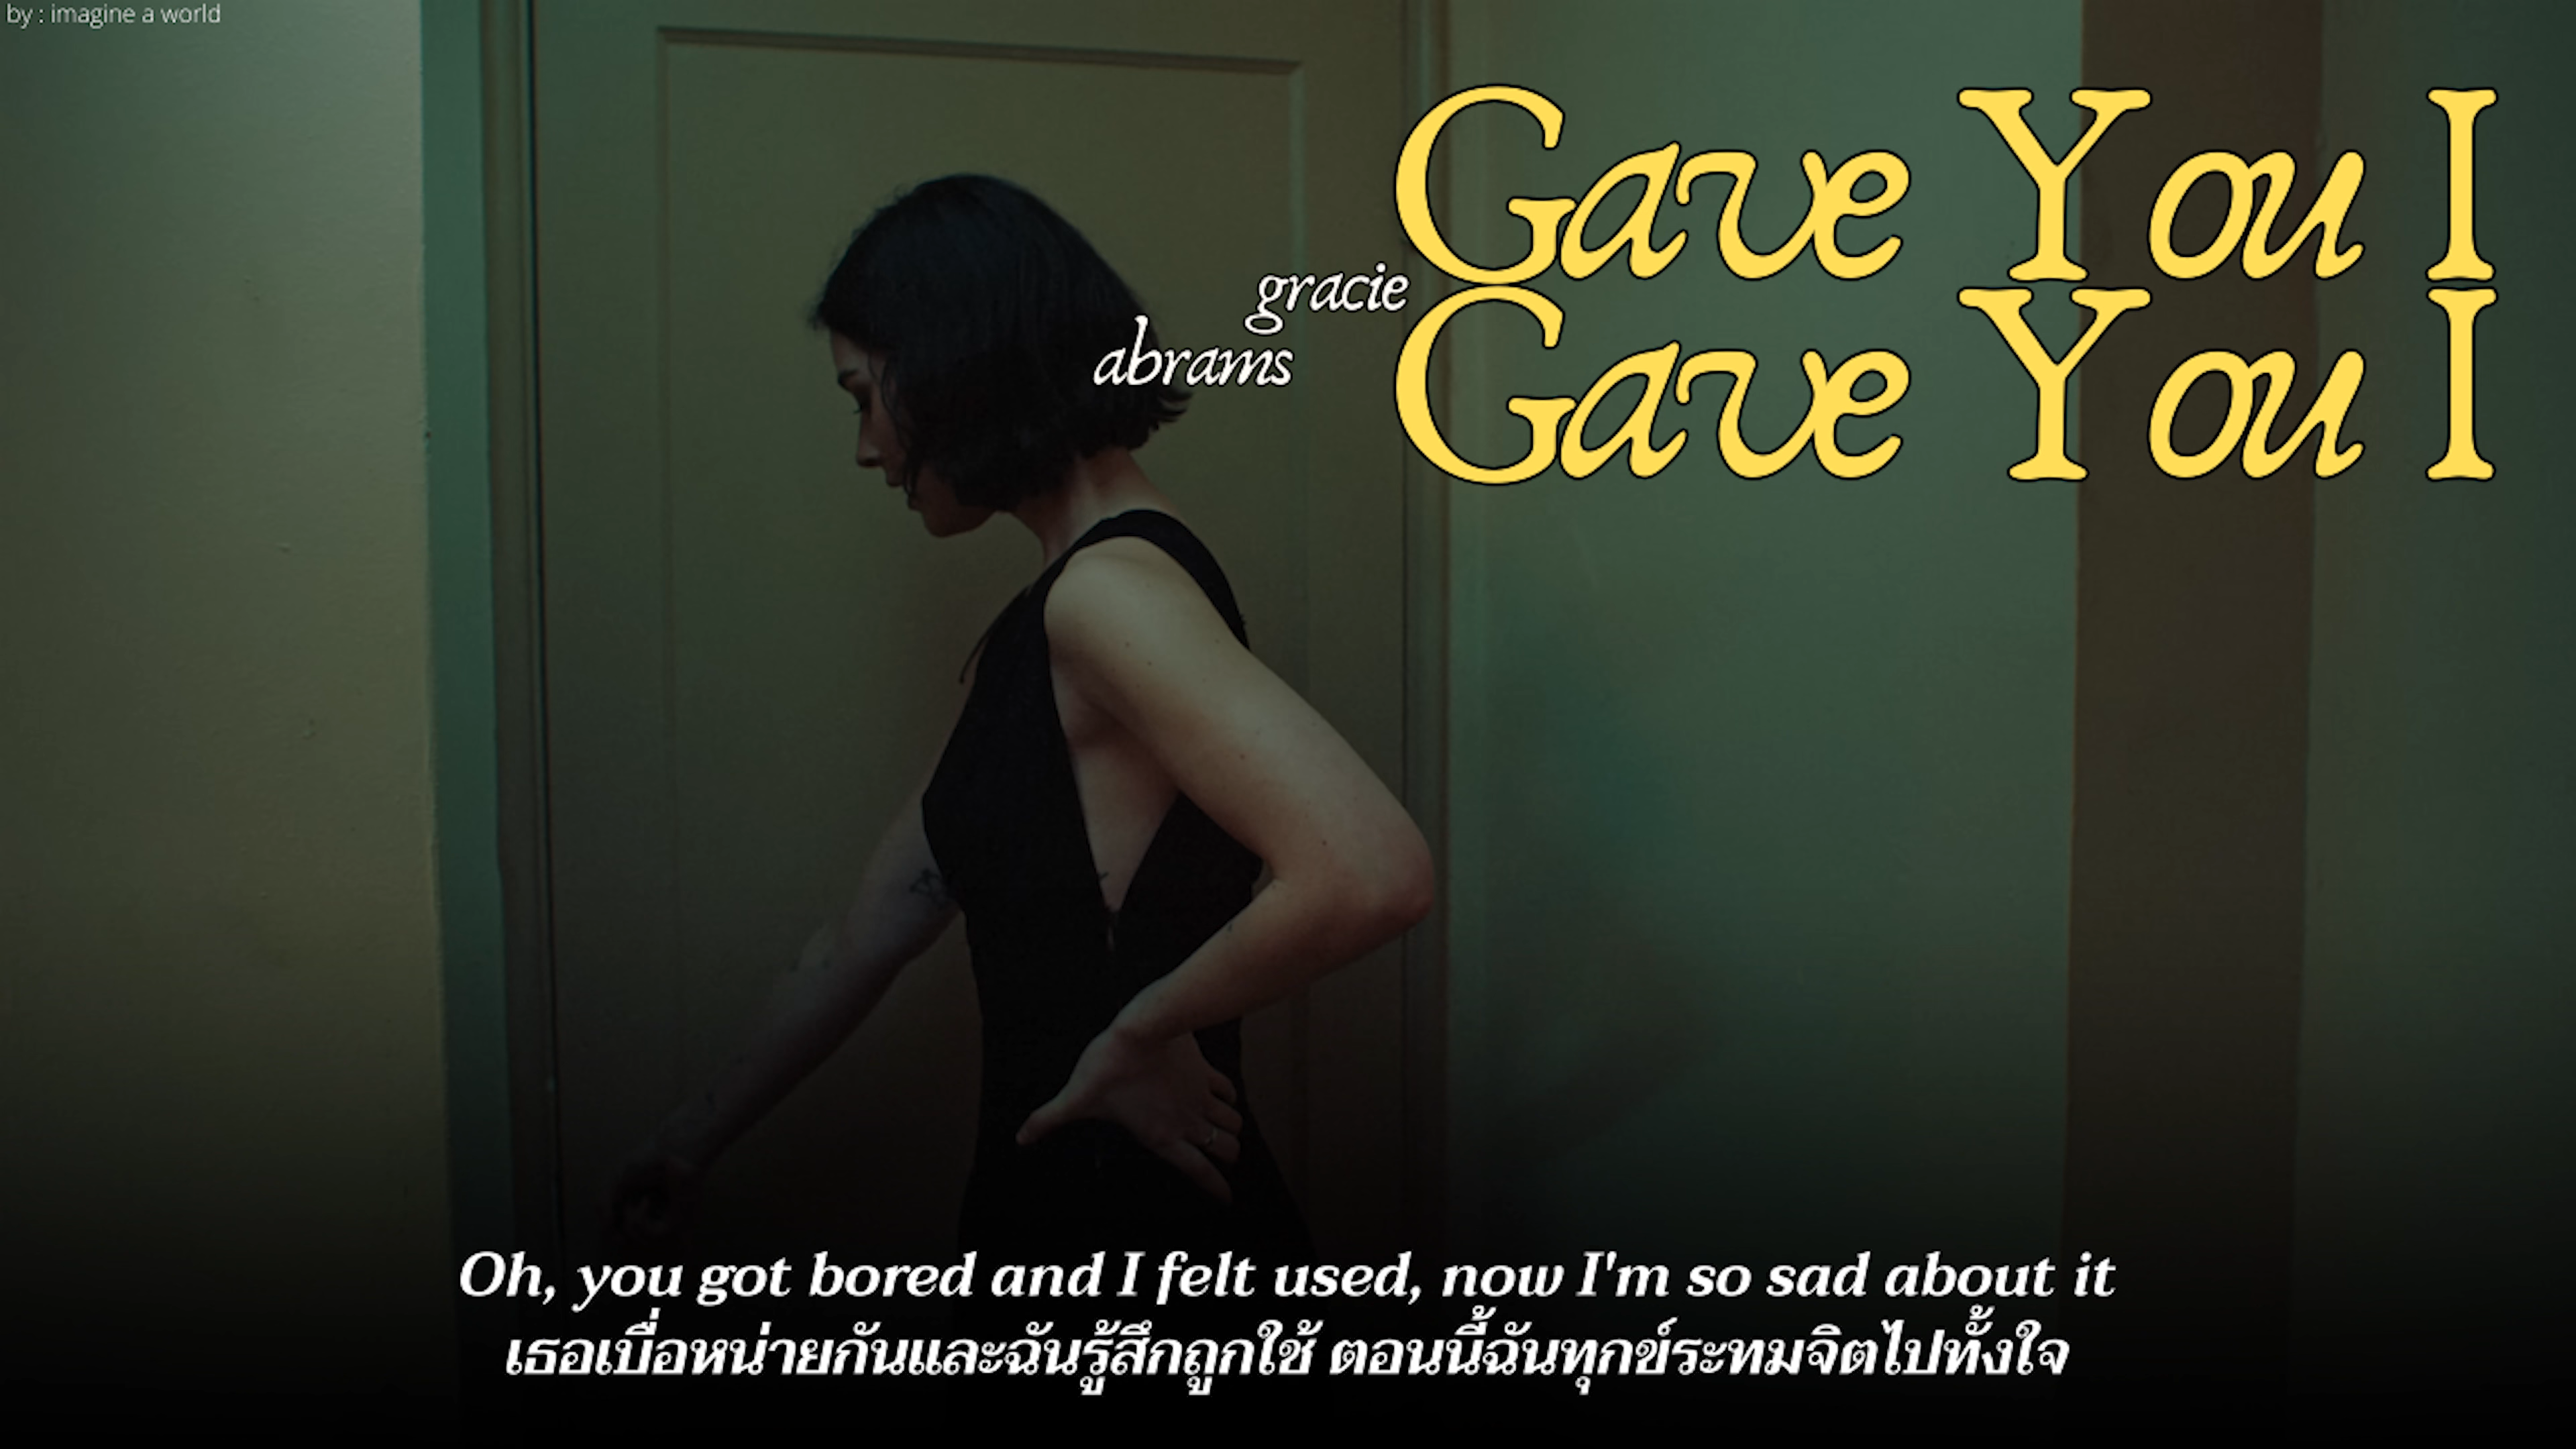 by : imagine a world
Gave You I
gracie
abrams
Gave You I
Oh, you got bored and I felt used, now I'm so sad about it
เธอเบื่อหน่ายกันและฉันรู้สึกถูกใช้ ตอนนี้ฉันทุกข์ระทมจิตไปทั้งใจ